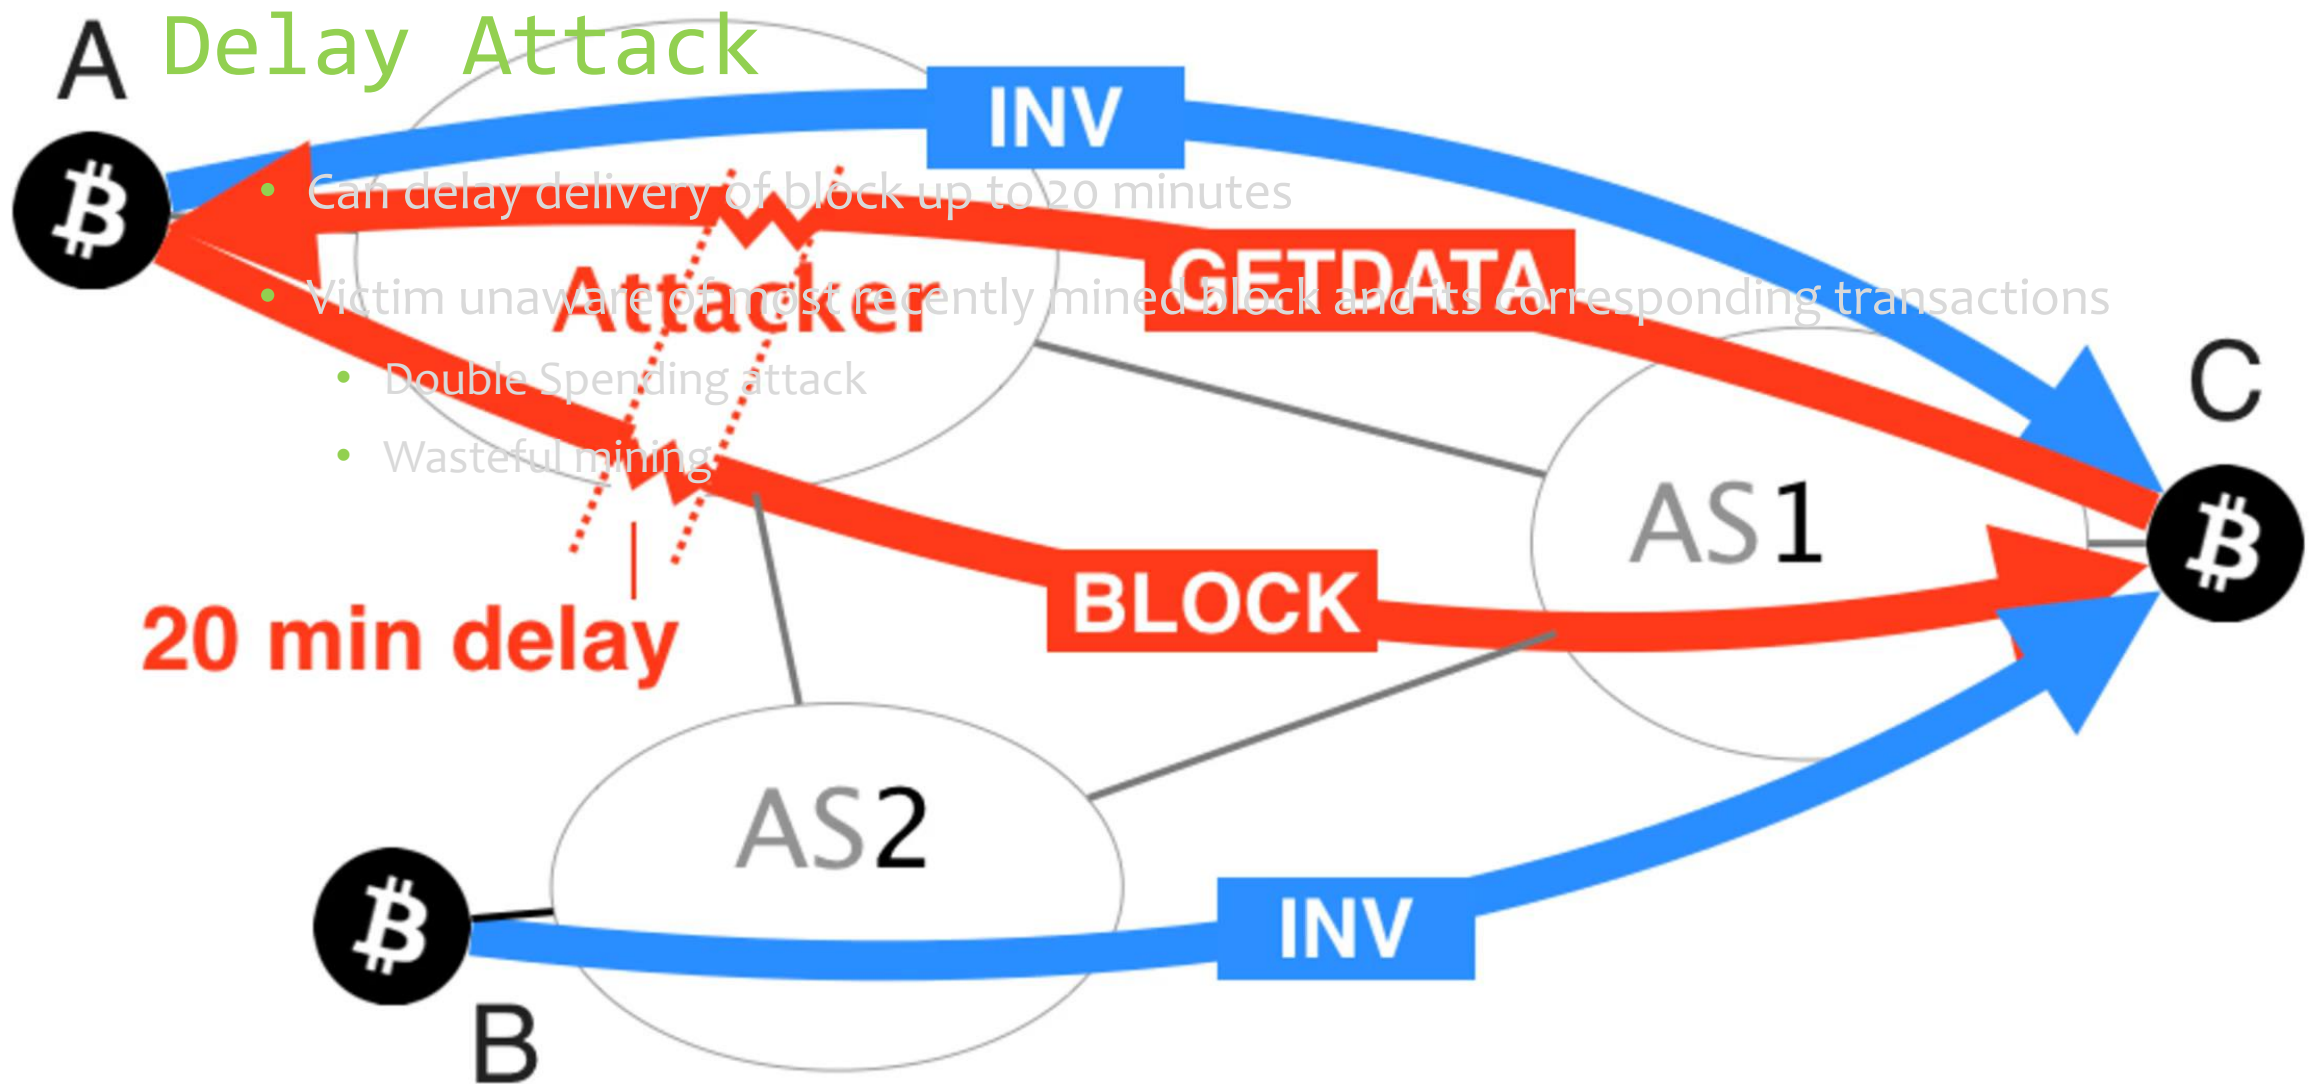 A
Delay Attack
INV
• Can delay delivery of block up to 20 minutes
GETDATA
Attacker
• Victim unaware of most recently mined block and its corresponding transactions
• Double Spending attack
C
• Wasteful mining
AS1
BLOCK
20 min delay
AS2
INV
B